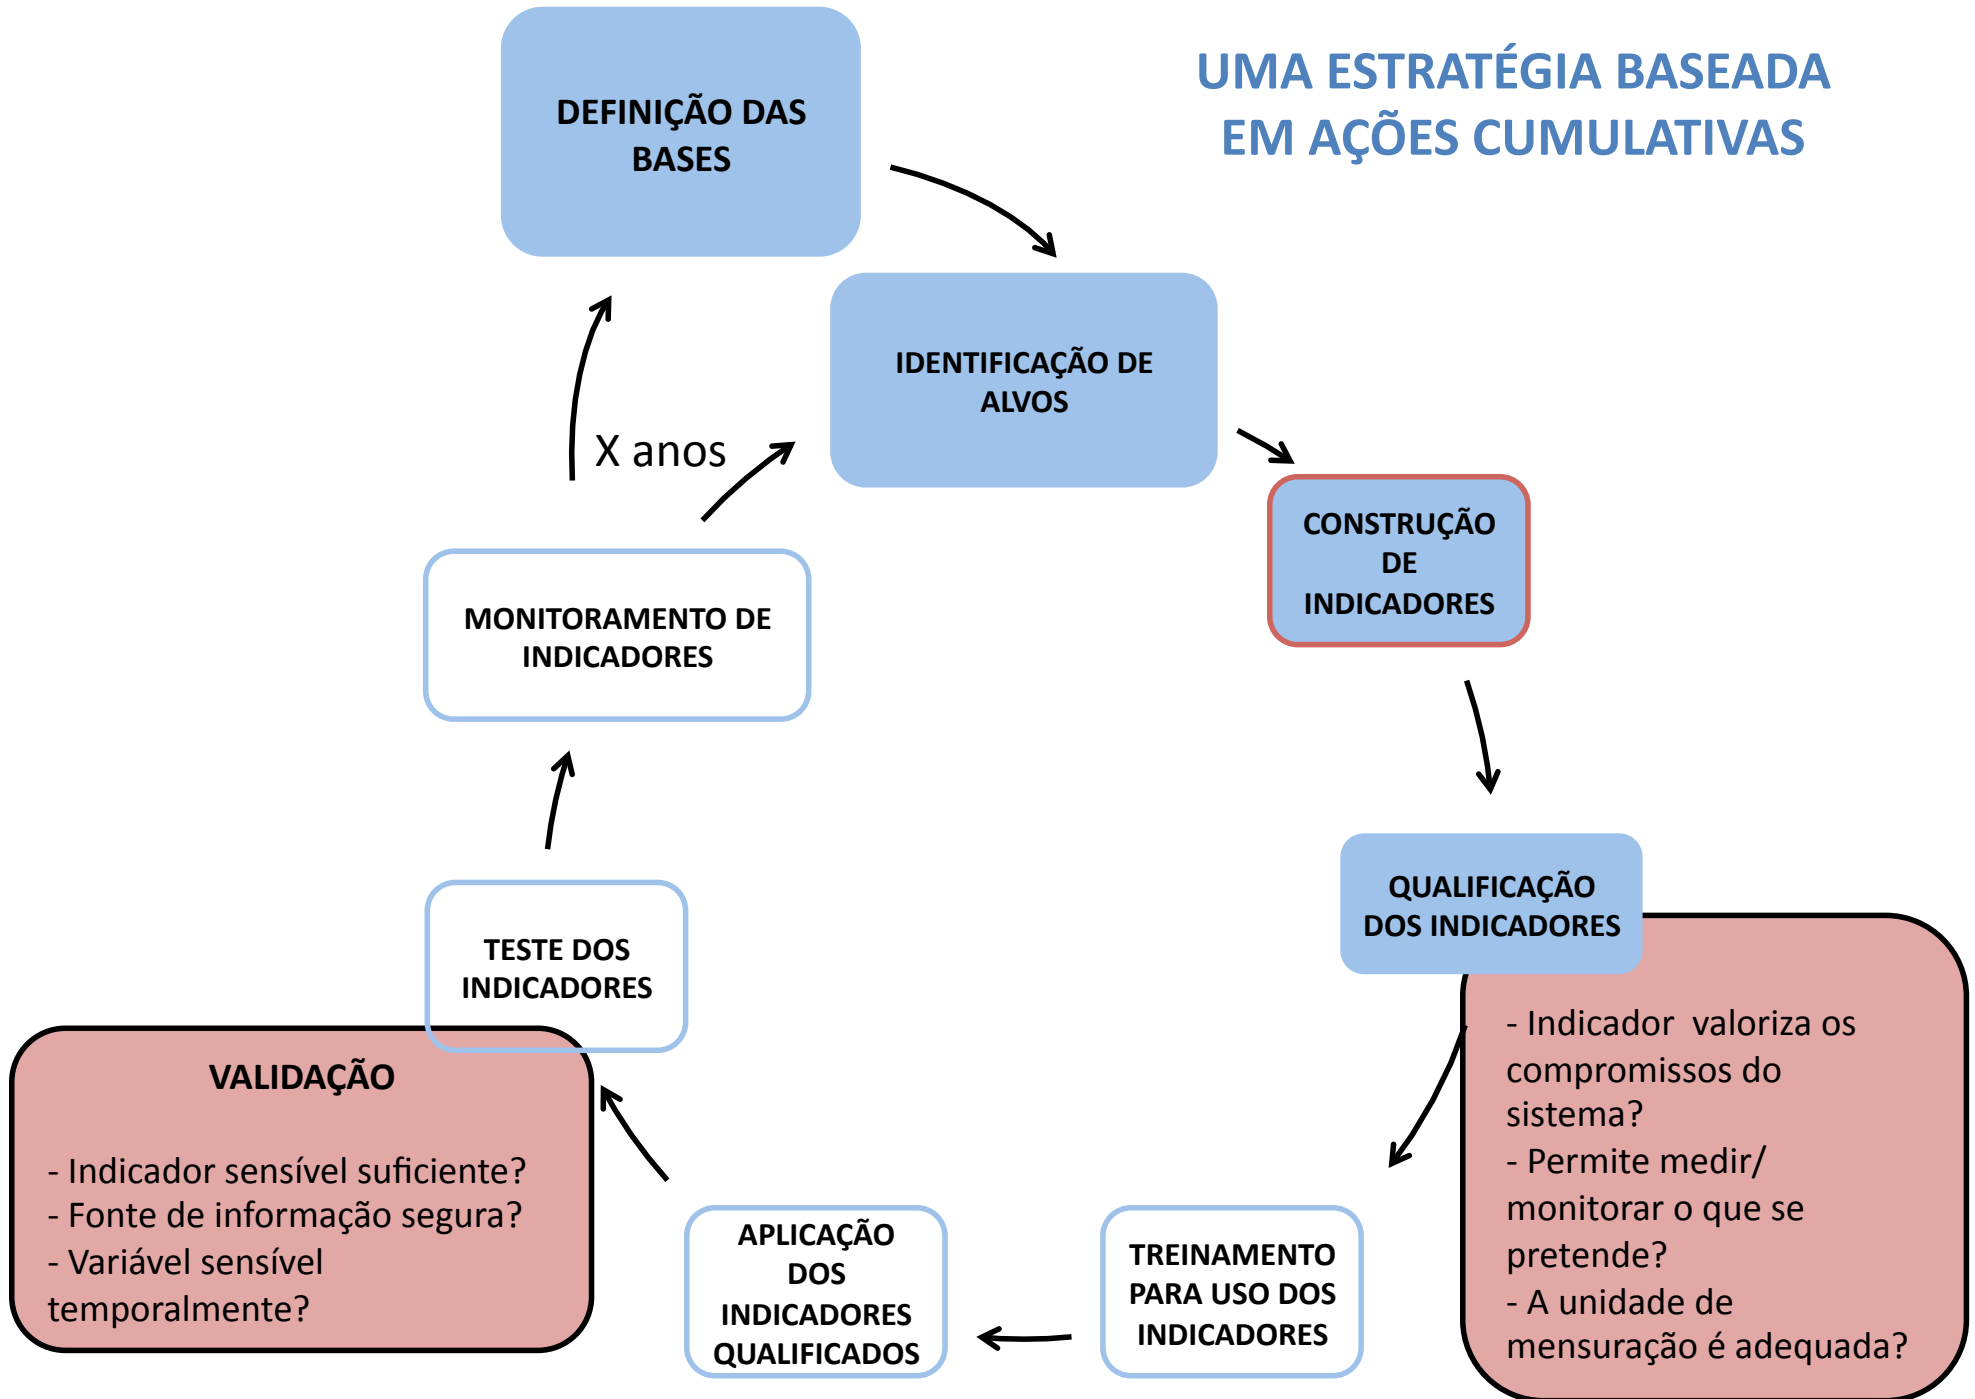 UMA ESTRATÉGIA BASEADA
EM AÇÕES CUMULATIVAS
DEFINIÇÃO DAS
BASES
IDENTIFICAÇÃO DE
ALVOS
X anos
CONSTRUÇÃO
DE
INDICADORES
MONITORAMENTO DE
INDICADORES
QUALIFICAÇÃO
DOS INDICADORES
- Indicador  valoriza os
compromissos do
sistema?
- Permite medir/
monitorar o que se
pretende?
- A unidade de
mensuração é adequada?
TREINAMENTO
PARA USO DOS
INDICADORES
APLICAÇÃO
DOS
INDICADORES
QUALIFICADOS
TESTE DOS
INDICADORES
VALIDAÇÃO
- Indicador sensível suficiente?
- Fonte de informação segura?
- Variável sensível
temporalmente?